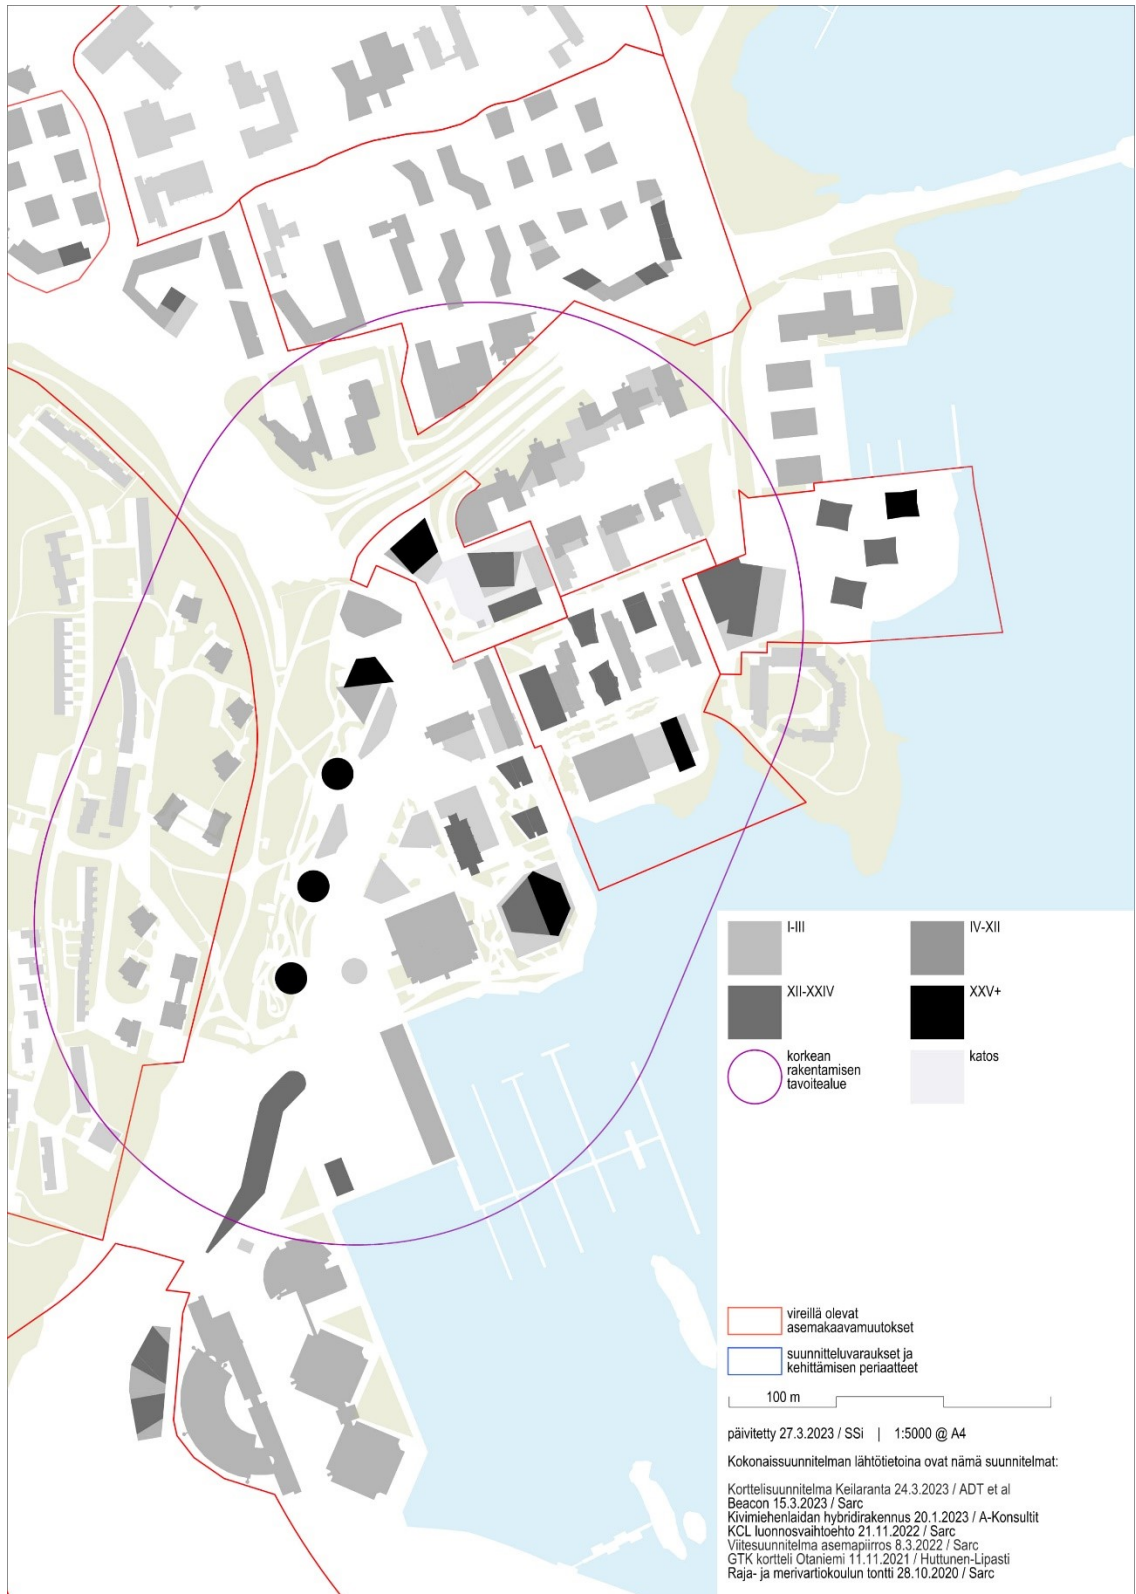 I-III
IV-XII
XII-XXIV
XXV+
korkean
rakentamisen
tavoitealue
katos
vireillä olevat
asemakaavamuutokset
suunnitteluvaraukset ja
kehittämisen periaatteet
100 m
päivitetty 27.3.2023 / SSi | 1:5000 @ A4
Kokonaissuunnitelman lähtötietoina ovat nämä suunnitelmat:
Korttelisuunnitelma Keilaranta 24.3.2023 / ADT et al
Beacon 15.3.2023 / Sarc
Kivimiehenlaidan hybridirakennus 20.1.2023 / A-Konsultit
KCL luonnosvaihtoehto 21.11.2022 / Sarc
Viitesuunnitelma asemapiirros 8.3.2022 / Sarc
GTK kortteli Otaniemi 11.11.2021 / Huttunen-Lipasti
Raja- ja merivartiokoulun tontti 28.10.2020 / Sarc